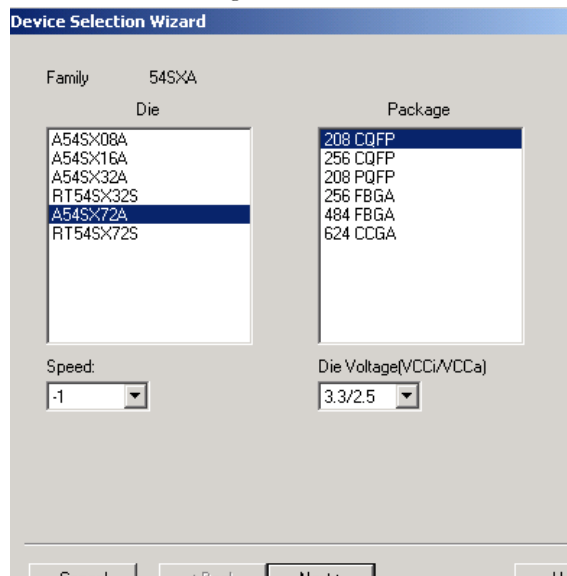 Device Selection Wizard
Family 54SXA
Die
Package
A54SX08A
A54SX16A
A54SX32A
RT54SX32S
A54SX72A
RT54SX72S
208 CQFP
256 CQFP
208 PQFP
256 FBGA
484 FBGA
624 CCGA
Speed:
-1
Die Voltage(VCCi/VCCa)
3.3/2.5